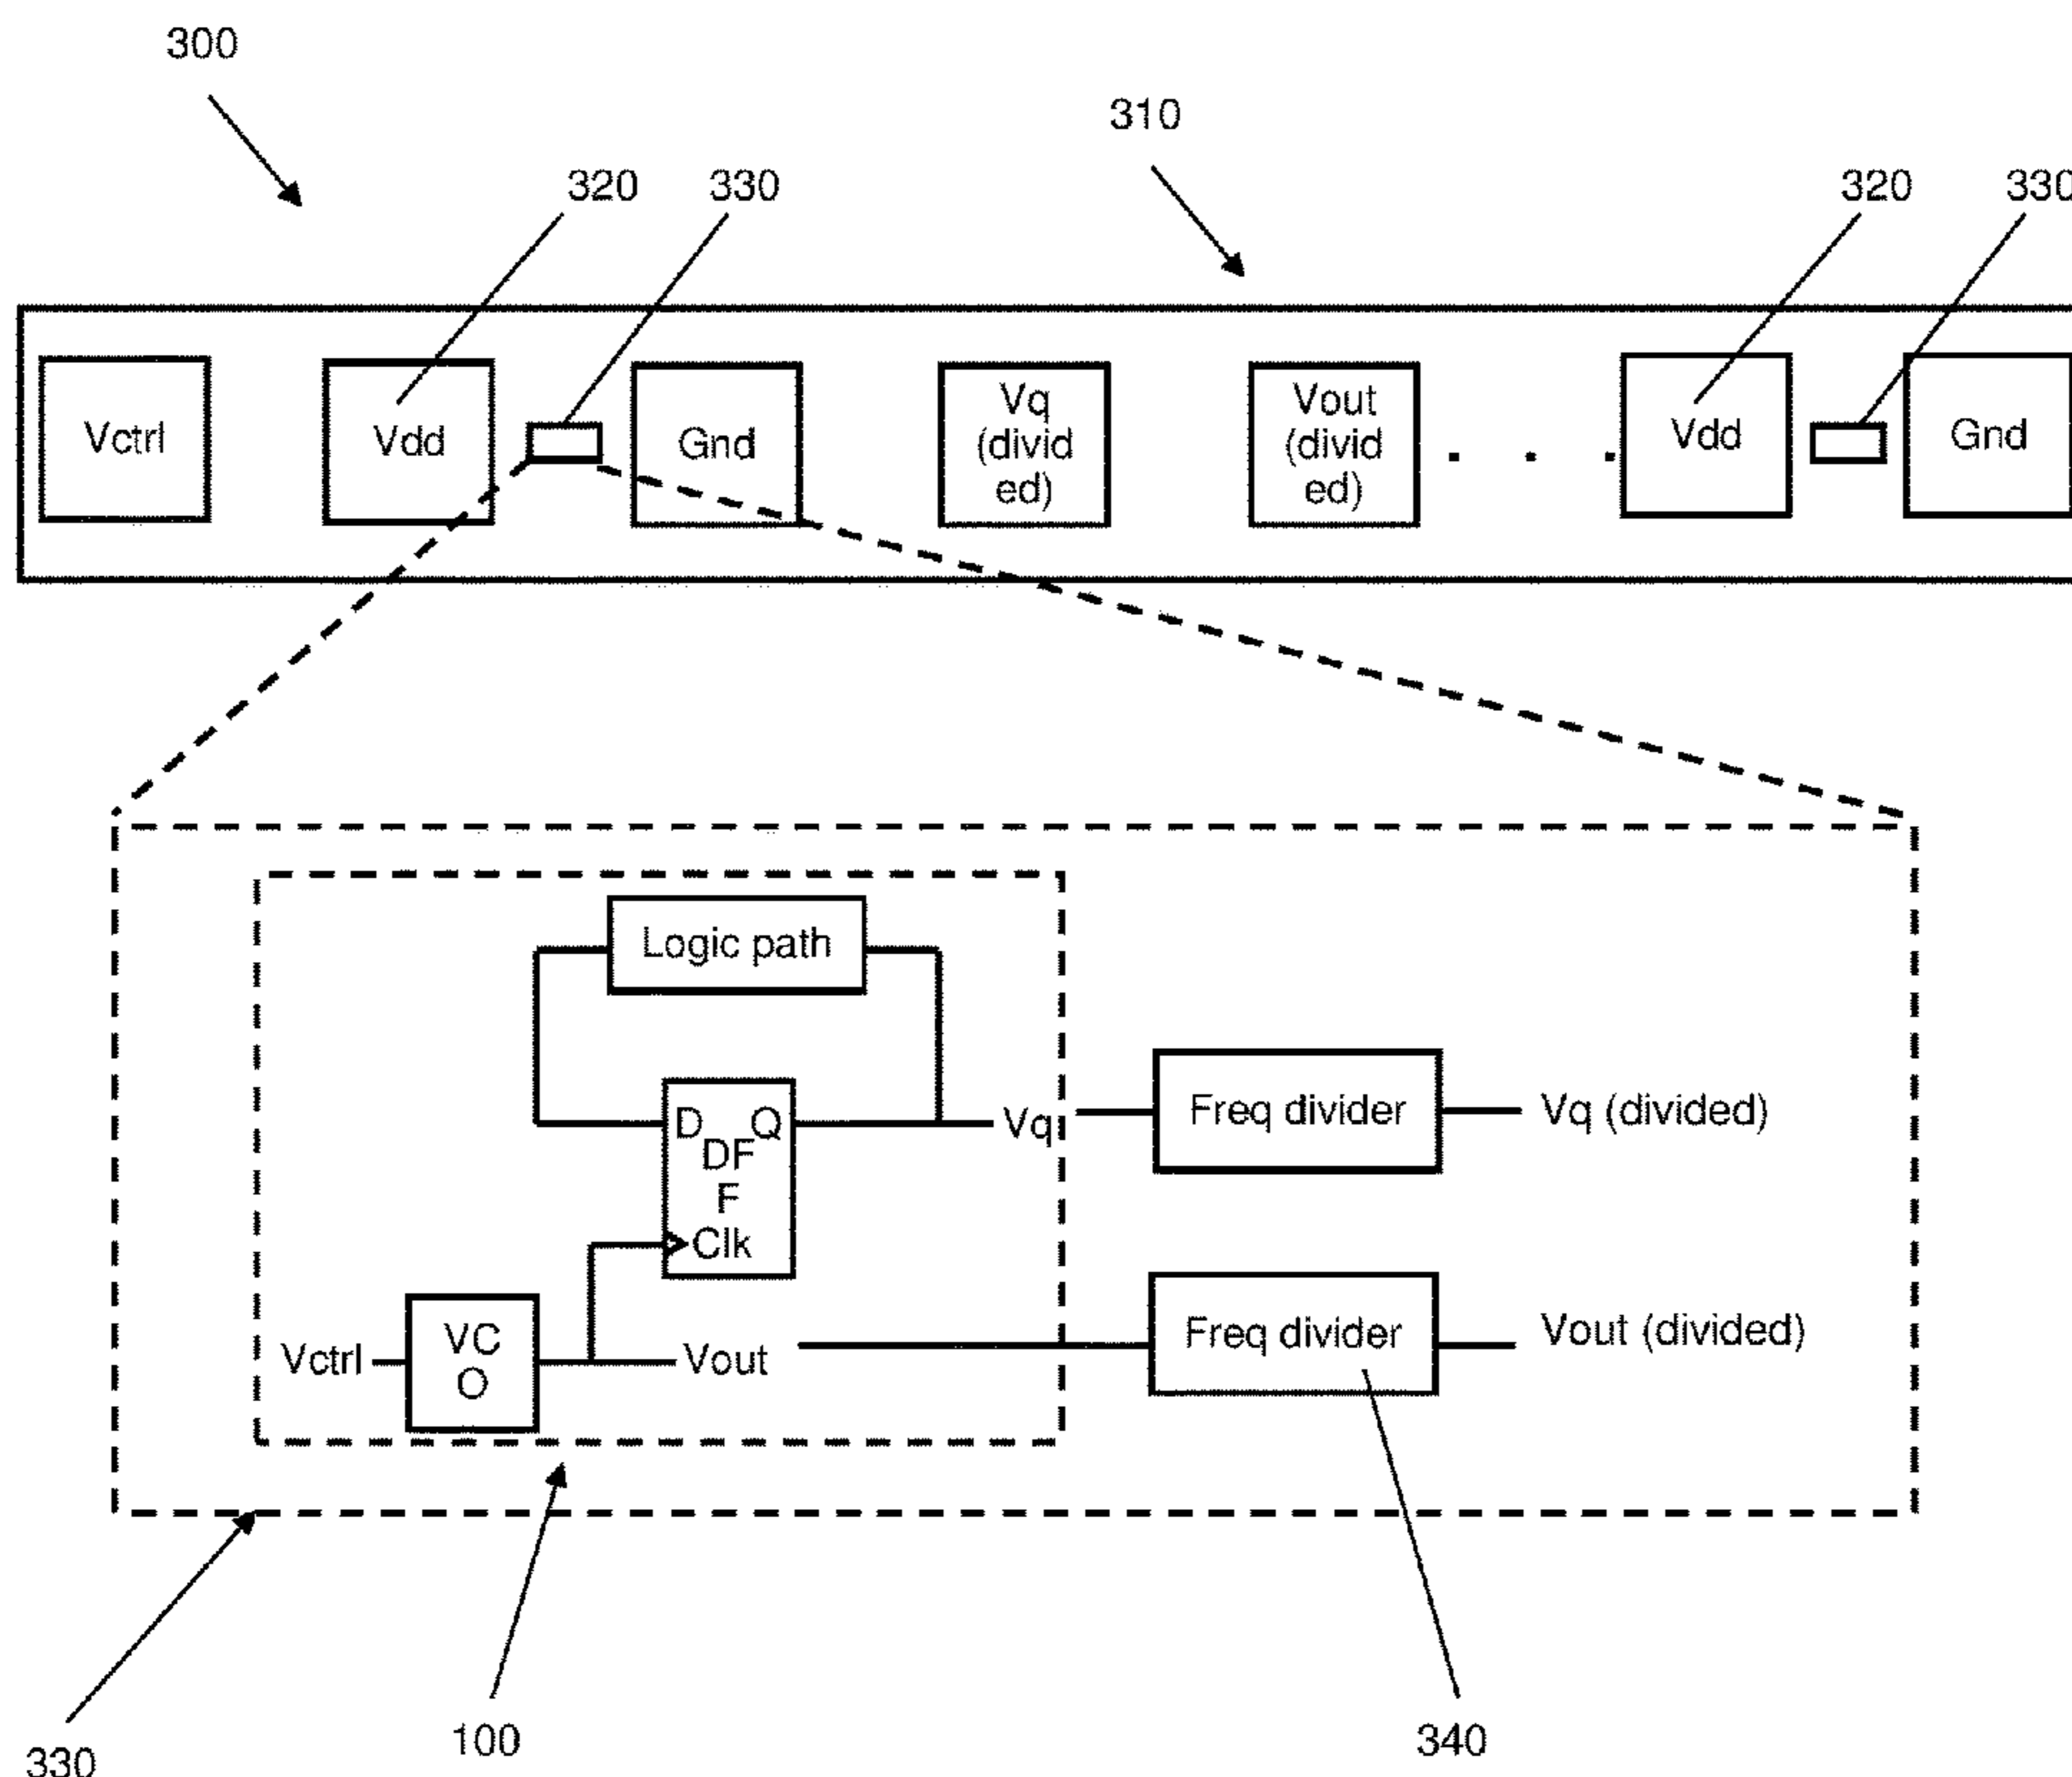 300
310
320
330
320
330
Vctrl
Vdd
Gnd
Vq
(divid
ed)
Vout
(divid
ed)
. . .
Vdd
Gnd
Logic path
D
Q
DF
F
Clk
Vq
Freq divider
Vq (divided)
Vctrl
VC
O
Vout
Freq divider
Vout (divided)
330
100
340